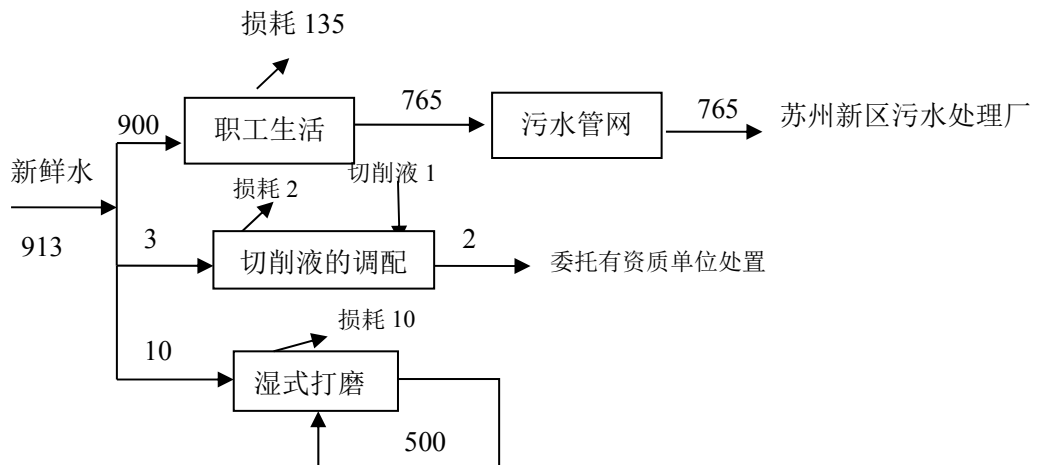 损耗 135
900
职工生活
765
污水管网
765
苏州新区污水处理厂
新鲜水
913
损耗 2
切削液 1
3
切削液的调配
2
委托有资质单位处置
损耗 10
10
湿式打磨
500